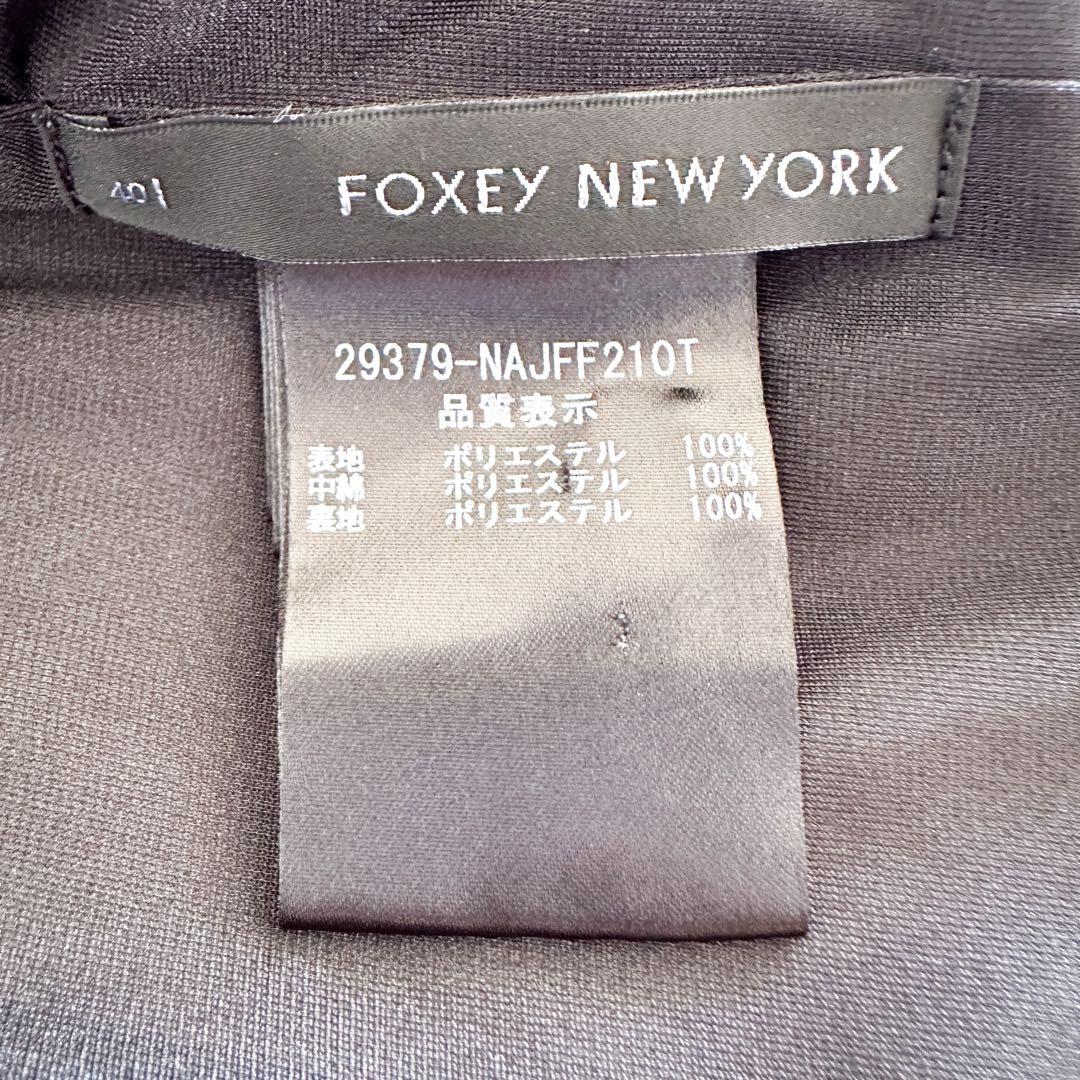 40
FOXEY NEW YORK
29379-NAJFF210T
品質表示
表地 ポリエステル 100%
中綿 ポリエステル 100%
裏地 ポリエステル 100%